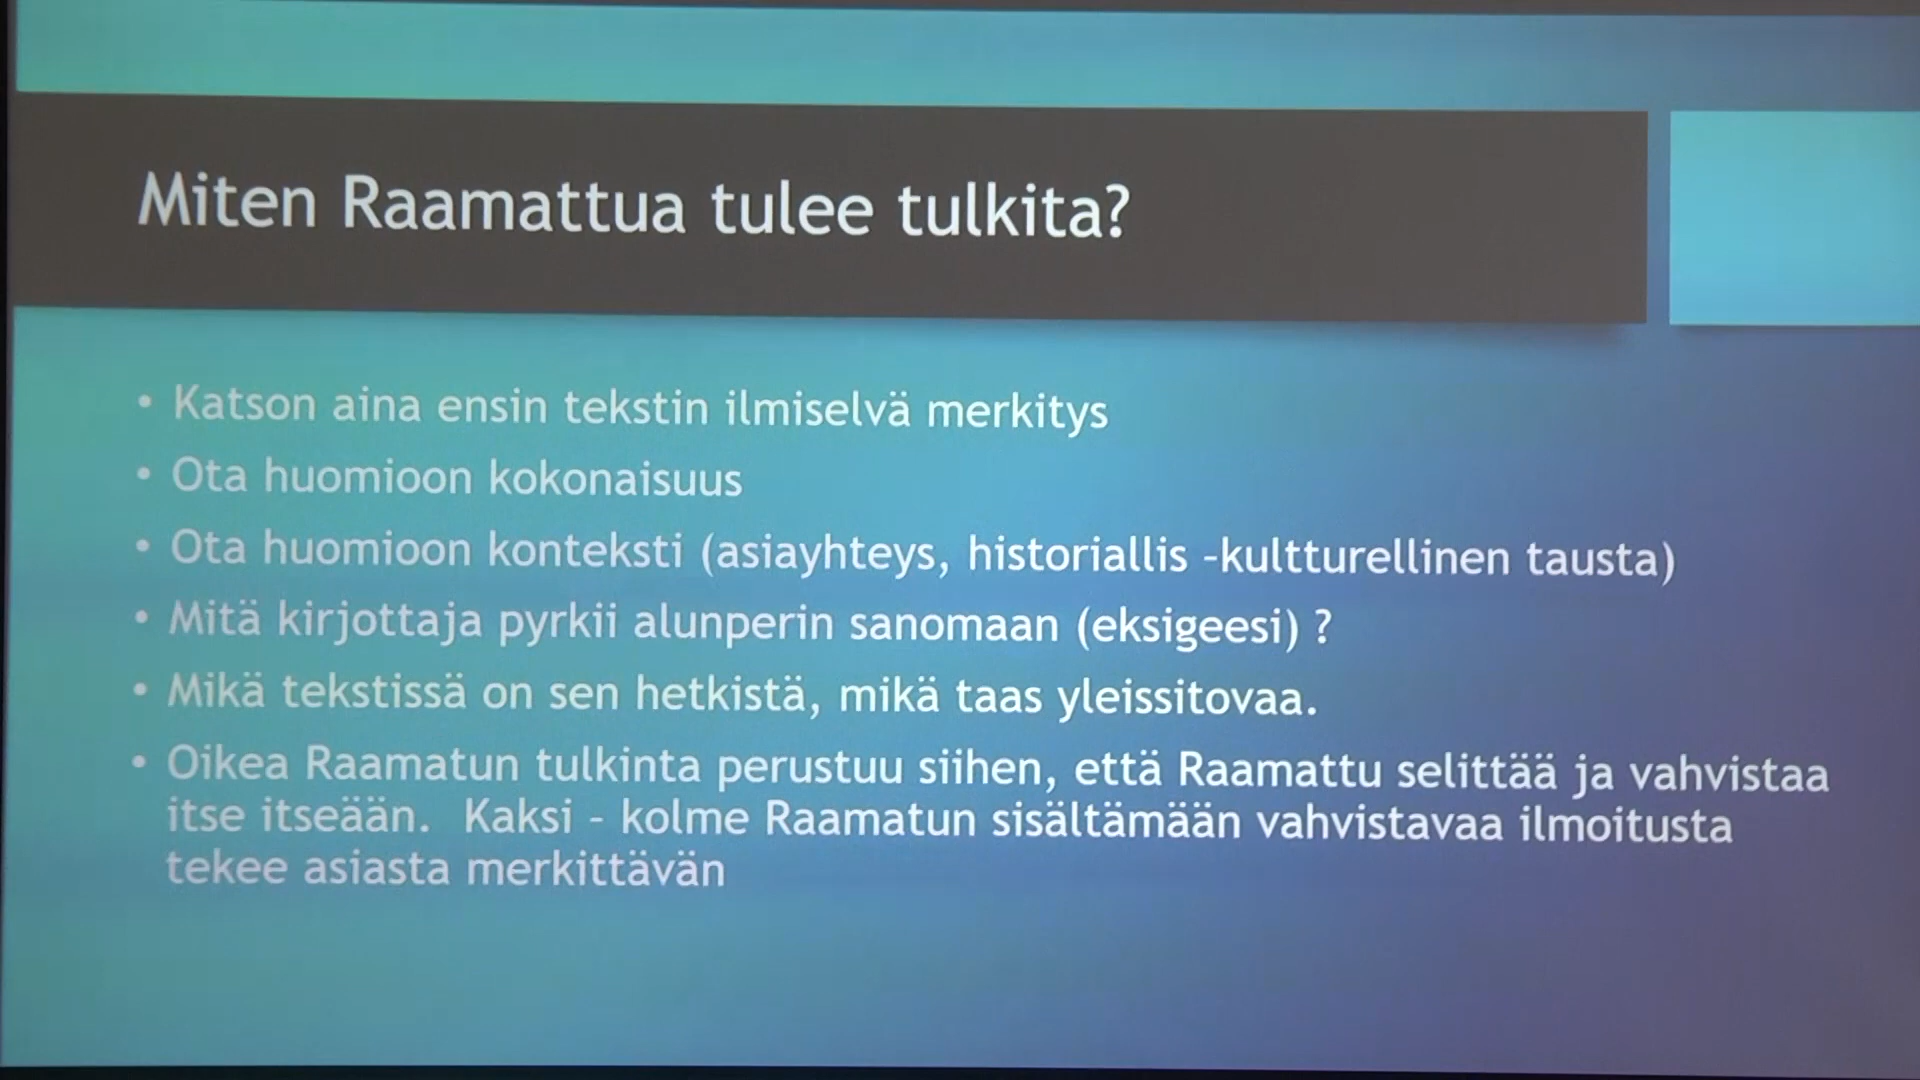 Miten Raamattua tulee tulkita?
• Katson aina ensin tekstin ilmiselvä merkitys
• Ota huomioon kokonaisuus
• Ota huomioon konteksti (asiayhteys, historiallis -kultturellinen tausta)
• Mitä kirjottaja pyrkii alunperin sanomaan (eksigeesi) ?
• Mikä tekstissä on sen hetkistä, mikä taas yleissitovaa.
• Oikea Raamatun tulkinta perustuu siihen, että Raamattu selittää ja vahvistaa
itse itseään. Kaksi - kolme Raamatun sisältämään vahvistavaa ilmoitusta
tekee asiasta merkittävän